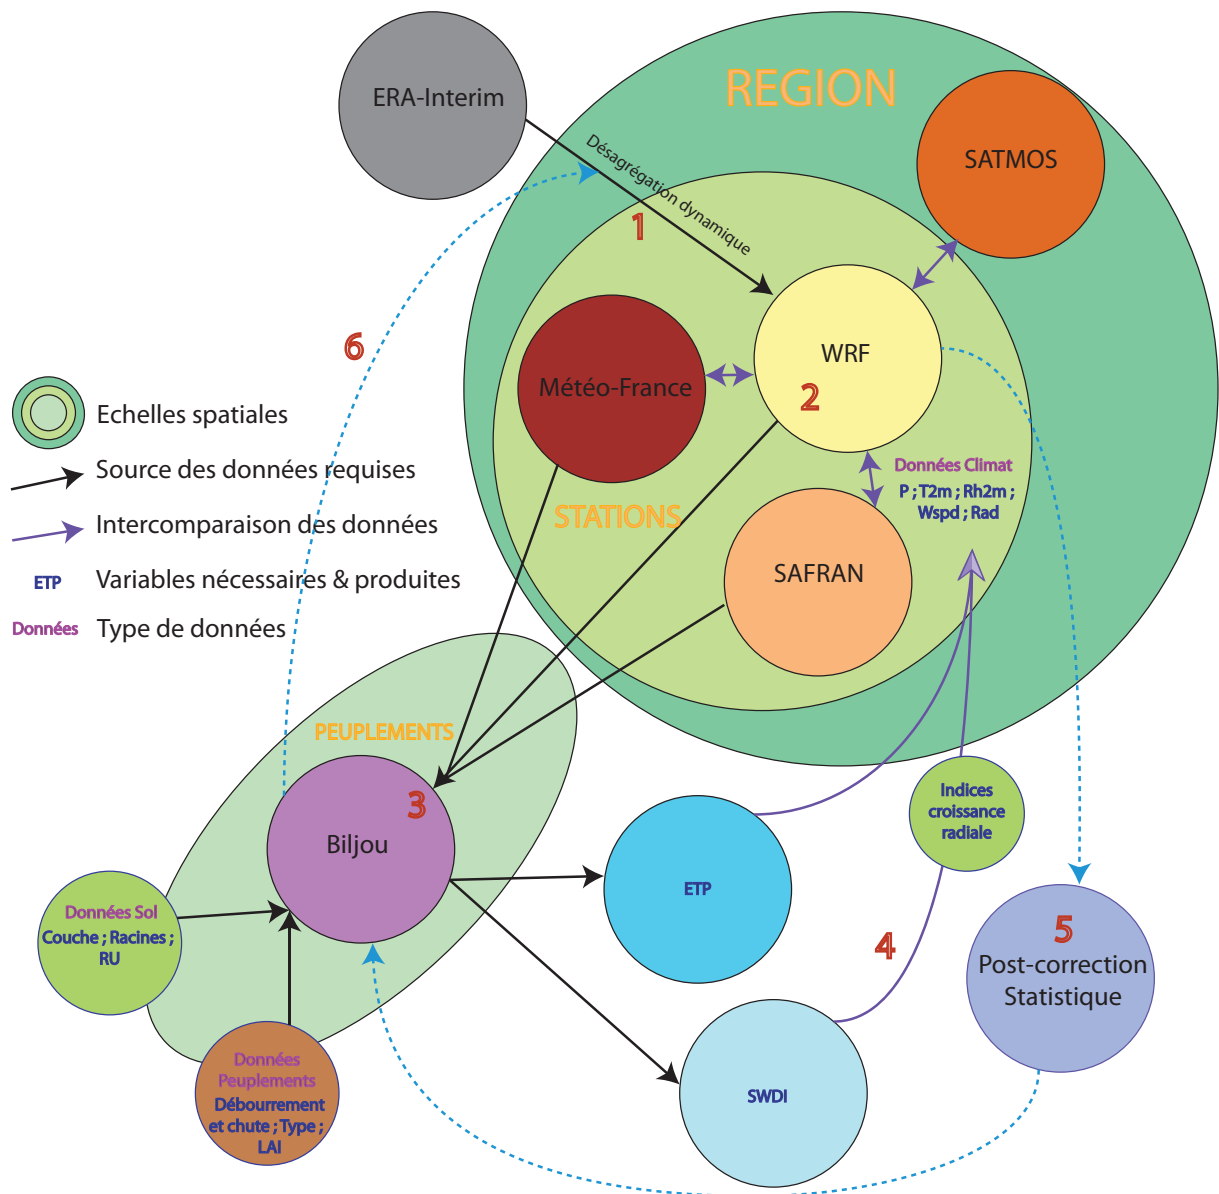 ERA-Interim
REGION
SATMOS
Désagrégation dynamique
1
WRF
2
Météo-France
6
Echelles spatiales
Source des données requises
Intercomparaison des données
ETP
Variables nécessaires & produites
Données
Type de données
Données Climat
P ; T2m ; Rh2m ;
Wspd ; Rad
STATIONS
SAFRAN
PEUPLEMENTS
3
Biljou
Indices
croissance
radiale
ETP
Données Sol
Couche ; Racines ;
RU
4
5
Post-correction
Statistique
Données
Peuplements
Débourrement
et chute ; Type ;
LAI
SWDI